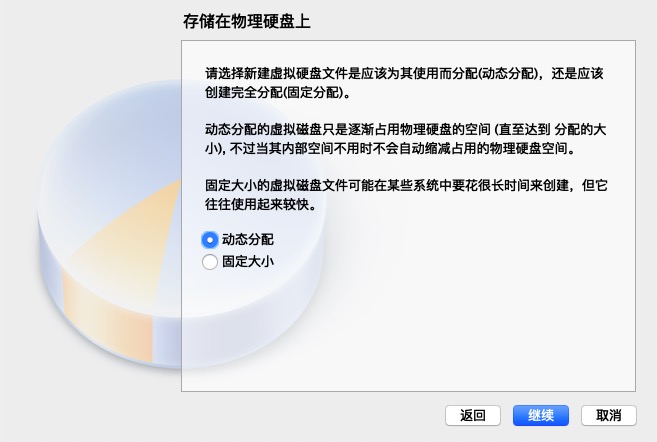 存储在物理硬盘上
请选择新建虚拟硬盘文件是应该为其使用而分配(动态分配)，还是应该
创建完全分配(固定分配)。
动态分配的虚拟磁盘只是逐渐占用物理硬盘的空间 (直至达到 分配的大
小), 不过当其内部空间不用时不会自动缩减占用的物理硬盘空间。
固定大小的虚拟磁盘文件可能在某些系统中要花很长时间来创建，但它
往往使用起来较快。
动态分配
固定大小
返回
继续
取消